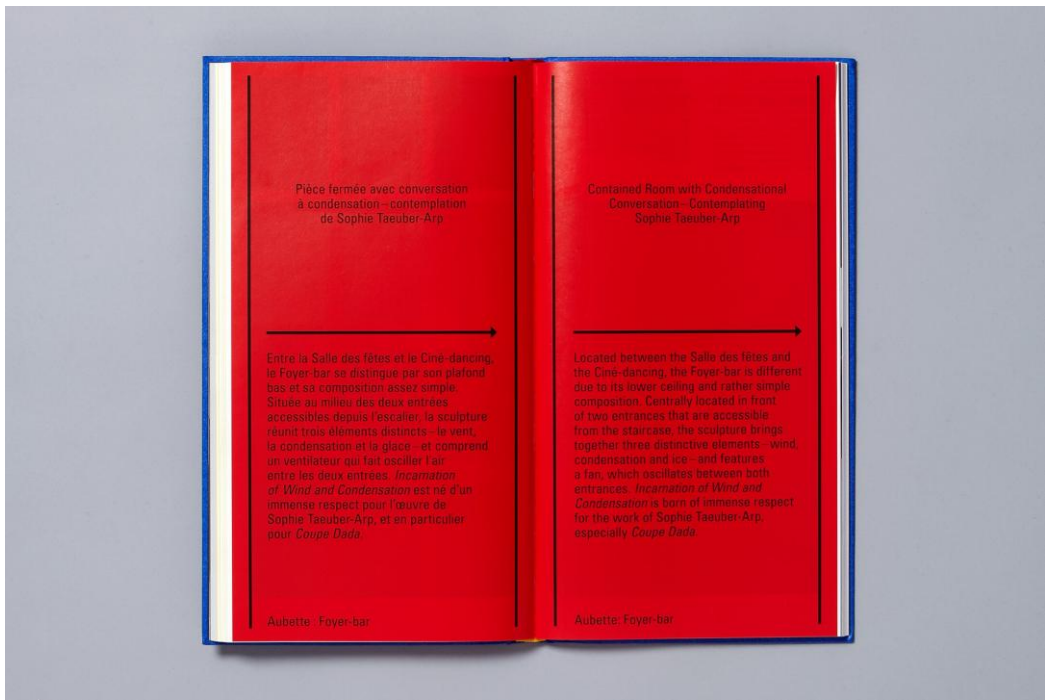 Pièce fermée avec conversation
à condensation – contemplation
de Sophie Taeuber-Arp
Entre la Salle des fêtes et le Ciné-dancing,
le Foyer-bar se distingue par son plafond
bas et sa composition assez simple.
Située au milieu des deux entrées
accessibles depuis l'escalier, la sculpture
réunit trois éléments distincts – le vent,
la condensation et la glace – et comprend
un ventilateur qui fait osciller l'air
entre les deux entrées. Incarnation
of Wind and Condensation est né d'un
immense respect pour l'œuvre de
Sophie Taeuber-Arp, et en particulier
pour Coupe Dada.
Aubette : Foyer-bar
Contained Room with Condensational
Conversation – Contemplating
Sophie Taeuber-Arp
Located between the Salle des fêtes and
the Ciné-dancing, the Foyer-bar is different
due to its lower ceiling and rather simple
composition. Centrally located in front
of two entrances that are accessible
from the staircase, the sculpture brings
together three distinctive elements – wind,
condensation and ice – and features
a fan, which oscillates between both
entrances. Incarnation of Wind and
Condensation is born of immense respect
for the work of Sophie Taeuber-Arp,
especially Coupe Dada.
Aubette: Foyer-bar